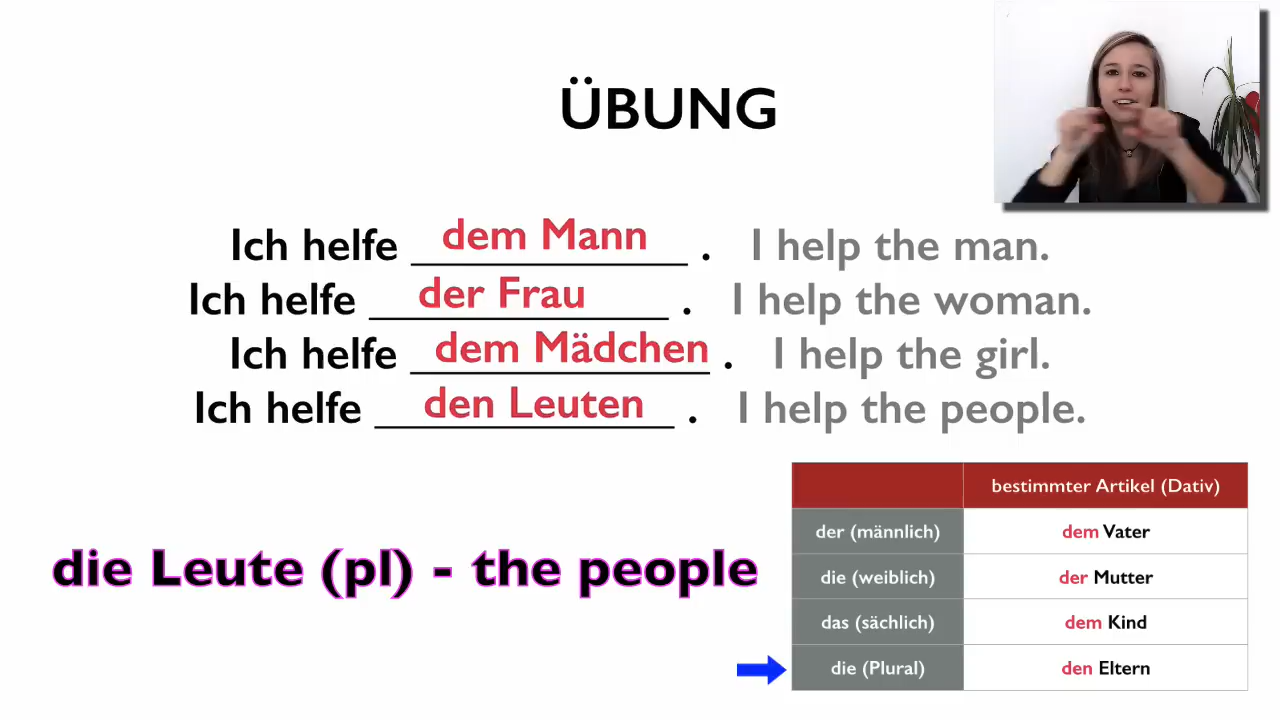 ÜBUNG
Ich helfe dem Mann . I help the man.
Ich helfe der Frau . I help the woman.
Ich helfe dem Mädchen . I help the girl.
Ich helfe den Leuten . I help the people.
die Leute (pl) - the people
bestimmter Artikel (Dativ)
der (männlich) dem Vater
die (weiblich) der Mutter
das (sächlich) dem Kind
die (Plural) den Eltern